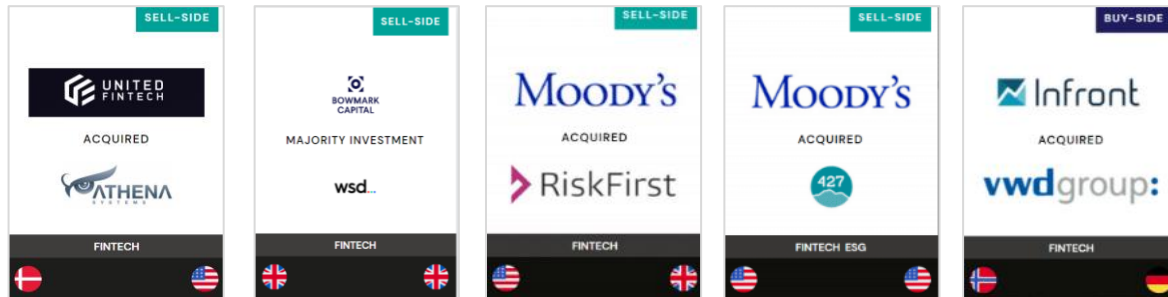 SELL-SIDE
UNITED
FINTECH
ACQUIRED
ATHENA
SYSTEMS
FINTECH
SELL-SIDE
BOWMARK
CAPITAL
MAJORITY INVESTMENT
wsd...
FINTECH
SELL-SIDE
MOODY'S
ACQUIRED
RiskFirst
FINTECH
SELL-SIDE
MOODY'S
ACQUIRED
427
FINTECH ESG
BUY-SIDE
Infront
ACQUIRED
vwdgroup:
FINTECH